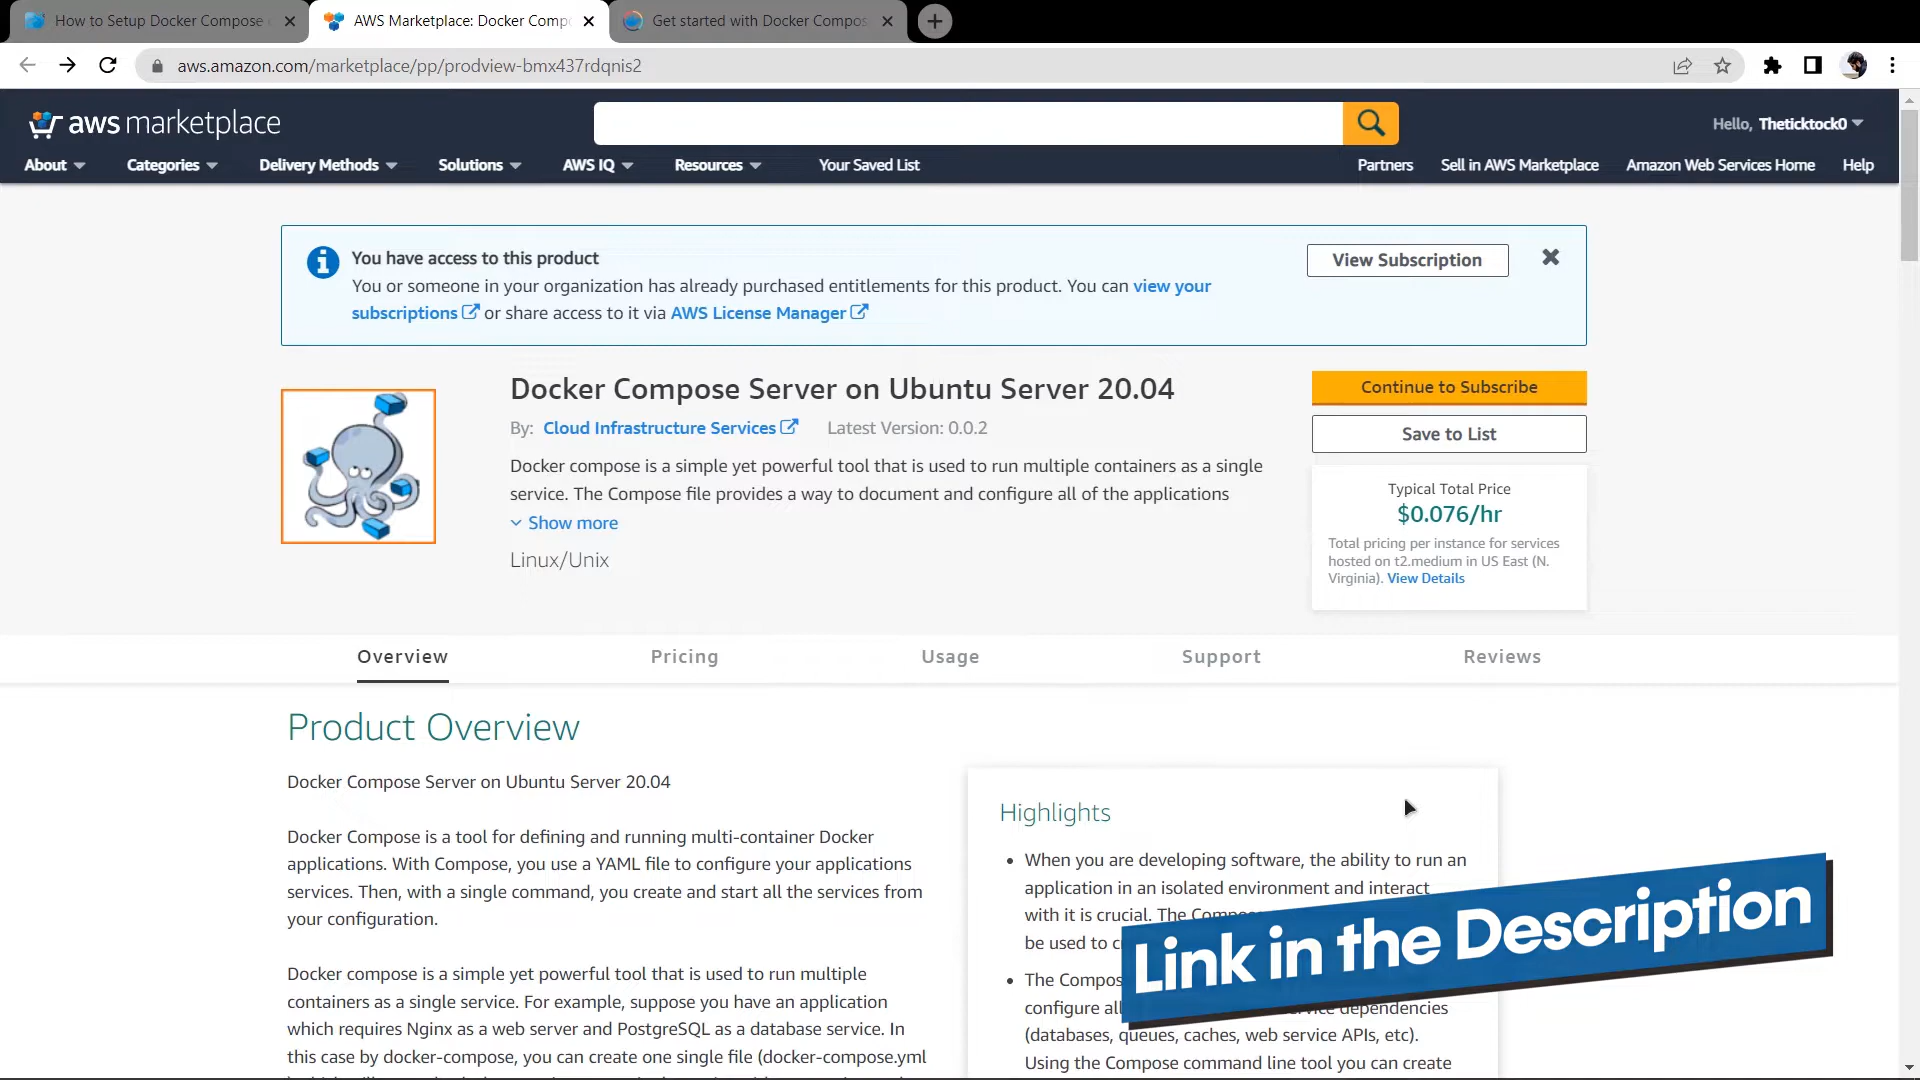 How to Setup Docker Compose
AWS Marketplace: Docker Comp
Get started with Docker Compos
aws.amazon.com/marketplace/pp/prodview-bmx437rdqnis2
aws marketplace
Hello, Theticktock0
About Categories Delivery Methods Solutions AWS IQ Resources Your Saved List Partners Sell in AWS Marketplace Amazon Web Services Home Help
You have access to this product
You or someone in your organization has already purchased entitlements for this product. You can view your
subscriptions or share access to it via AWS License Manager
View Subscription
Docker Compose Server on Ubuntu Server 20.04
By: Cloud Infrastructure Services Latest Version: 0.0.2
Docker compose is a simple yet powerful tool that is used to run multiple containers as a single
service. The Compose file provides a way to document and configure all of the applications
Show more
Linux/Unix
Continue to Subscribe
Save to List
Typical Total Price
$0.076/hr
Total pricing per instance for services
hosted on t2.medium in US East (N.
Virginia). View Details
Overview Pricing Usage Support Reviews
Product Overview
Docker Compose Server on Ubuntu Server 20.04
Docker Compose is a tool for defining and running multi-container Docker
applications. With Compose, you use a YAML file to configure your applications
services. Then, with a single command, you create and start all the services from
your configuration.
Docker compose is a simple yet powerful tool that is used to run multiple
containers as a single service. For example, suppose you have an application
which requires Nginx as a web server and PostgreSQL as a database service. In
this case by docker-compose, you can create one single file (docker-compose.yml
Highlights
When you are developing software, the ability to run an
application in an isolated environment and interact
with it is crucial. The Compos
be used to c
The Compos
configure all dependencies
(databases, queues, caches, web service APIs, etc).
Using the Compose command line tool you can create
Link in the Description